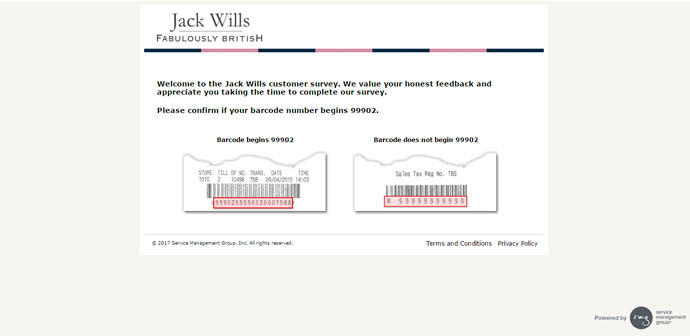 Jack Wills
FABULOUSLY BRITISH
Welcome to the Jack Wills customer survey. We value your honest feedback and
appreciate you taking the time to complete our survey.
Please confirm if your barcode number begins 99902.
Barcode begins 99902
Barcode does not begin 99902
STORE TILL OP NO. TRANS. DATE TIME
1010 2 10498 758 09/04/2015 14:03
9990255550020007588
Sales Tax Reg No. TBS
R 99999999999
© 2017 Service Management Group, Inc. All rights reserved.
Terms and Conditions Privacy Policy
Powered by
smg
service
management
group